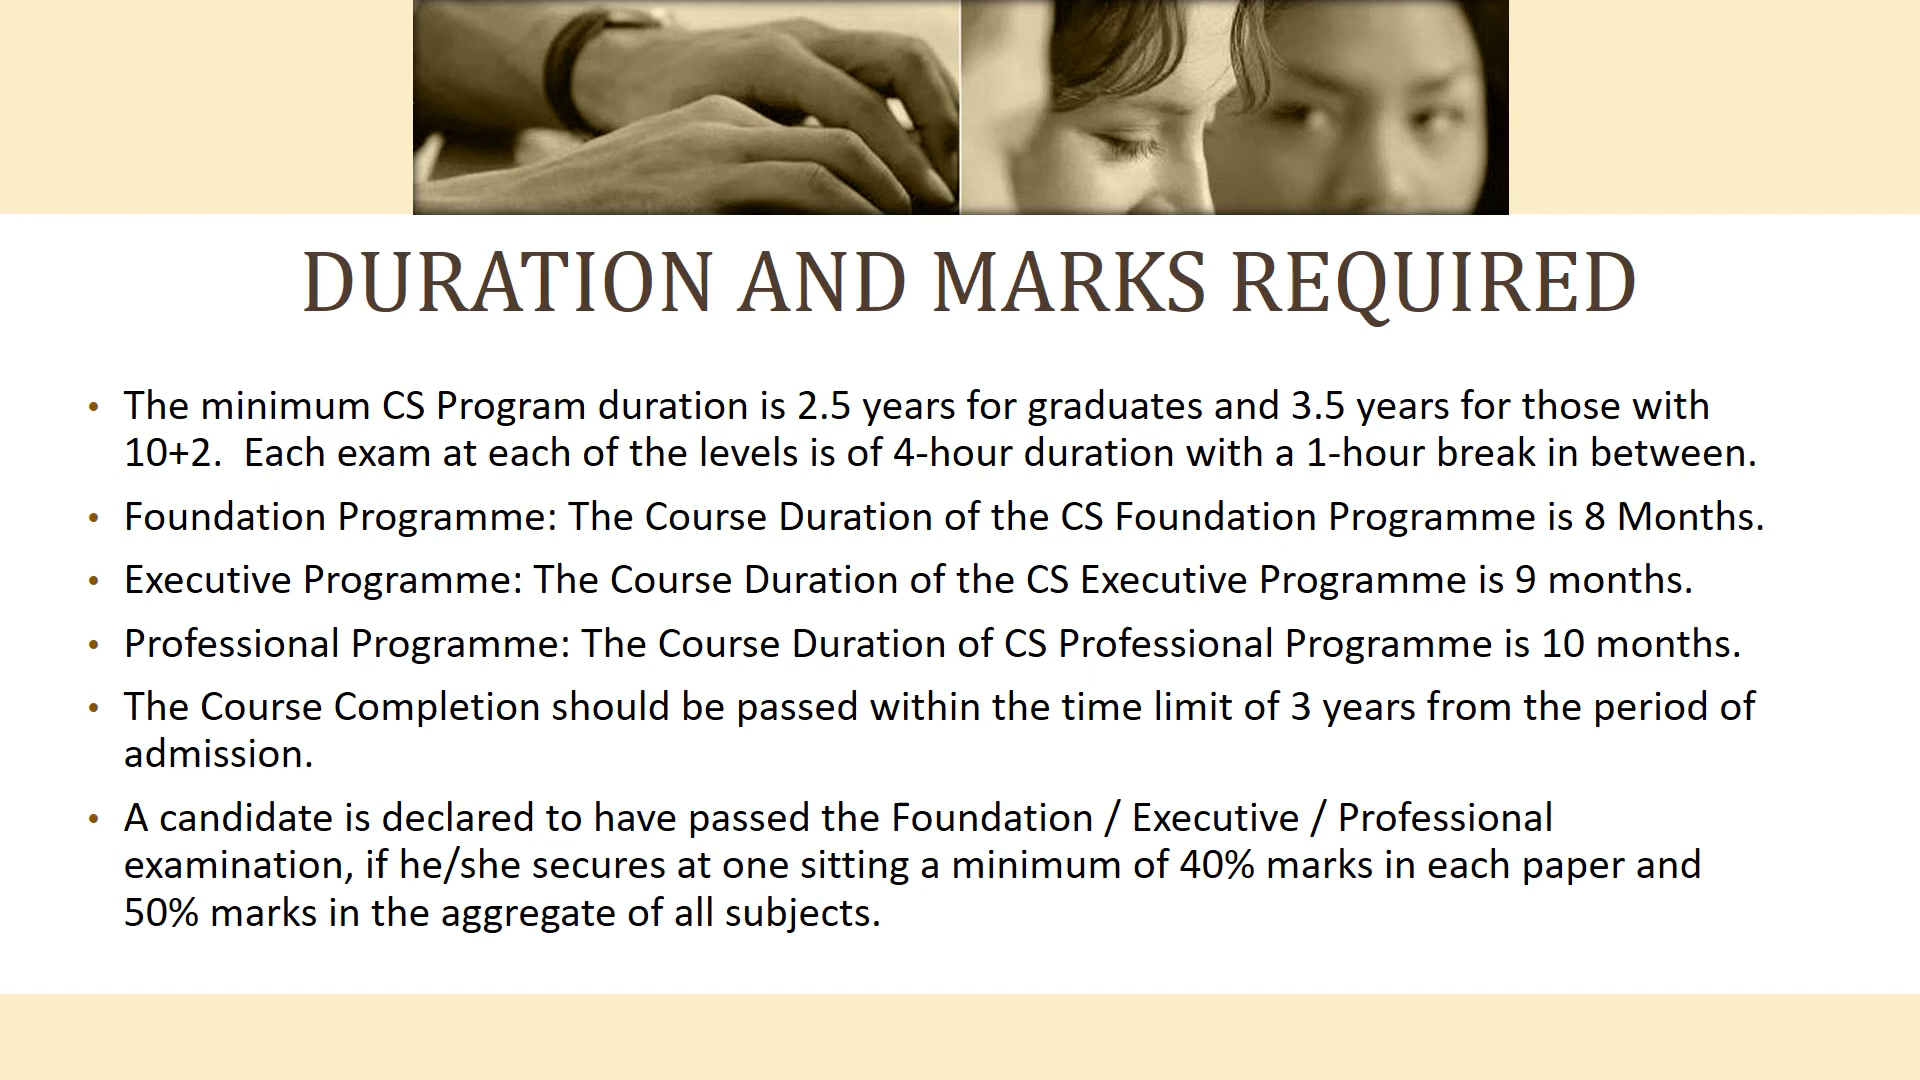 DURATION AND MARKS REQUIRED
• The minimum CS Program duration is 2.5 years for graduates and 3.5 years for those with
10+2.  Each exam at each of the levels is of 4-hour duration with a 1-hour break in between.
• Foundation Programme: The Course Duration of the CS Foundation Programme is 8 Months.
• Executive Programme: The Course Duration of the CS Executive Programme is 9 months.
• Professional Programme: The Course Duration of CS Professional Programme is 10 months.
• The Course Completion should be passed within the time limit of 3 years from the period of
admission.
• A candidate is declared to have passed the Foundation / Executive / Professional
examination, if he/she secures at one sitting a minimum of 40% marks in each paper and
50% marks in the aggregate of all subjects.